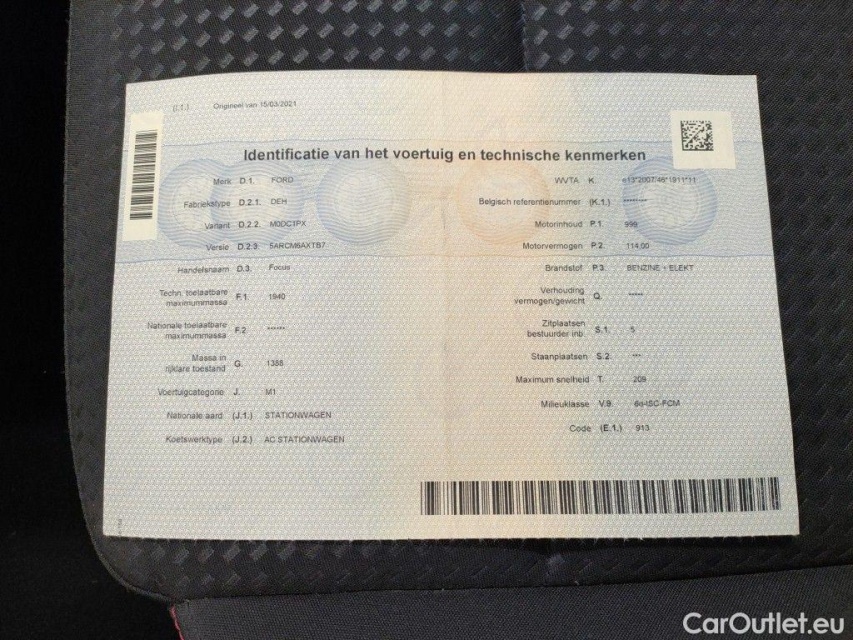 (I.1.) Origineel van 15/03/2021
Identificatie van het voertuig en technische kenmerken
Merk D.1. FORD
Fabriekstype D.2.1. DEH
Variant D.2.2. M0DC1PX
Versie D.2.3. 5ARCM6AXTB7
Handelsnaam D.3. Focus
Techn. toelaatbare
maximummassa F.1. 1940
Nationale toelaatbare
maximummassa F.2. ******
Massa in
rijklare toestand G. 1388
Voertuigcategorie J. M1
Nationale aard (J.1.) STATIONWAGEN
Koetswerktype (J.2.) AC STATIONWAGEN
WVTA K. e13*2007/46*1911*11
Belgisch referentienummer (K.1.) *******
Motorinhoud P.1. 999
Motorvermogen P.2. 114,00
Brandstof P.3. BENZINE + ELEKT
Verhouding
vermogen/gewicht Q. *****
Zitplaatsen
bestuurder inb. S.1. 5
Staanplaatsen S.2. ***
Maximum snelheid T. 209
Milieuklasse V.9. 6d-ISC-FCM
Code (E.1.) 913
CarOutlet.eu